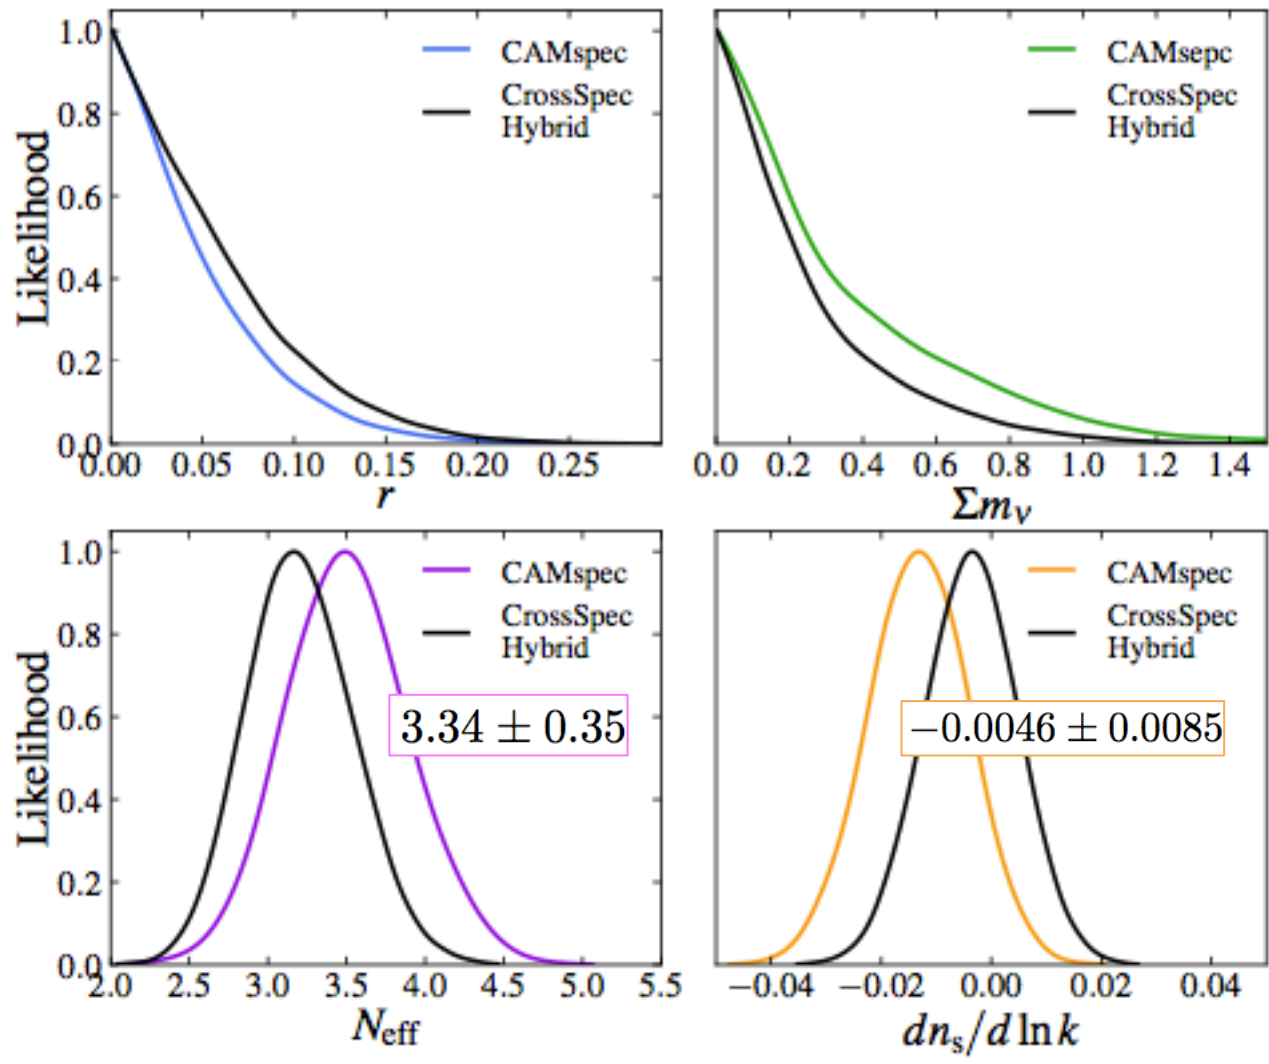 Likelihood
1.0
0.8
0.6
0.4
0.2
0.0
CAMspec
CrossSpec
Hybrid
0.00 0.05 0.10 0.15 0.20 0.25
r
CAMsepc
CrossSpec
Hybrid
0.0 0.2 0.4 0.6 0.8 1.0 1.2 1.4
Σmν
Likelihood
1.0
0.8
0.6
0.4
0.2
0.0
CAMspec
CrossSpec
Hybrid
3.34 ± 0.35
2.0 2.5 3.0 3.5 4.0 4.5 5.0 5.5
Neff
CAMspec
CrossSpec
Hybrid
−0.0046 ± 0.0085
−0.04 −0.02 0.00 0.02 0.04
dns/d ln k